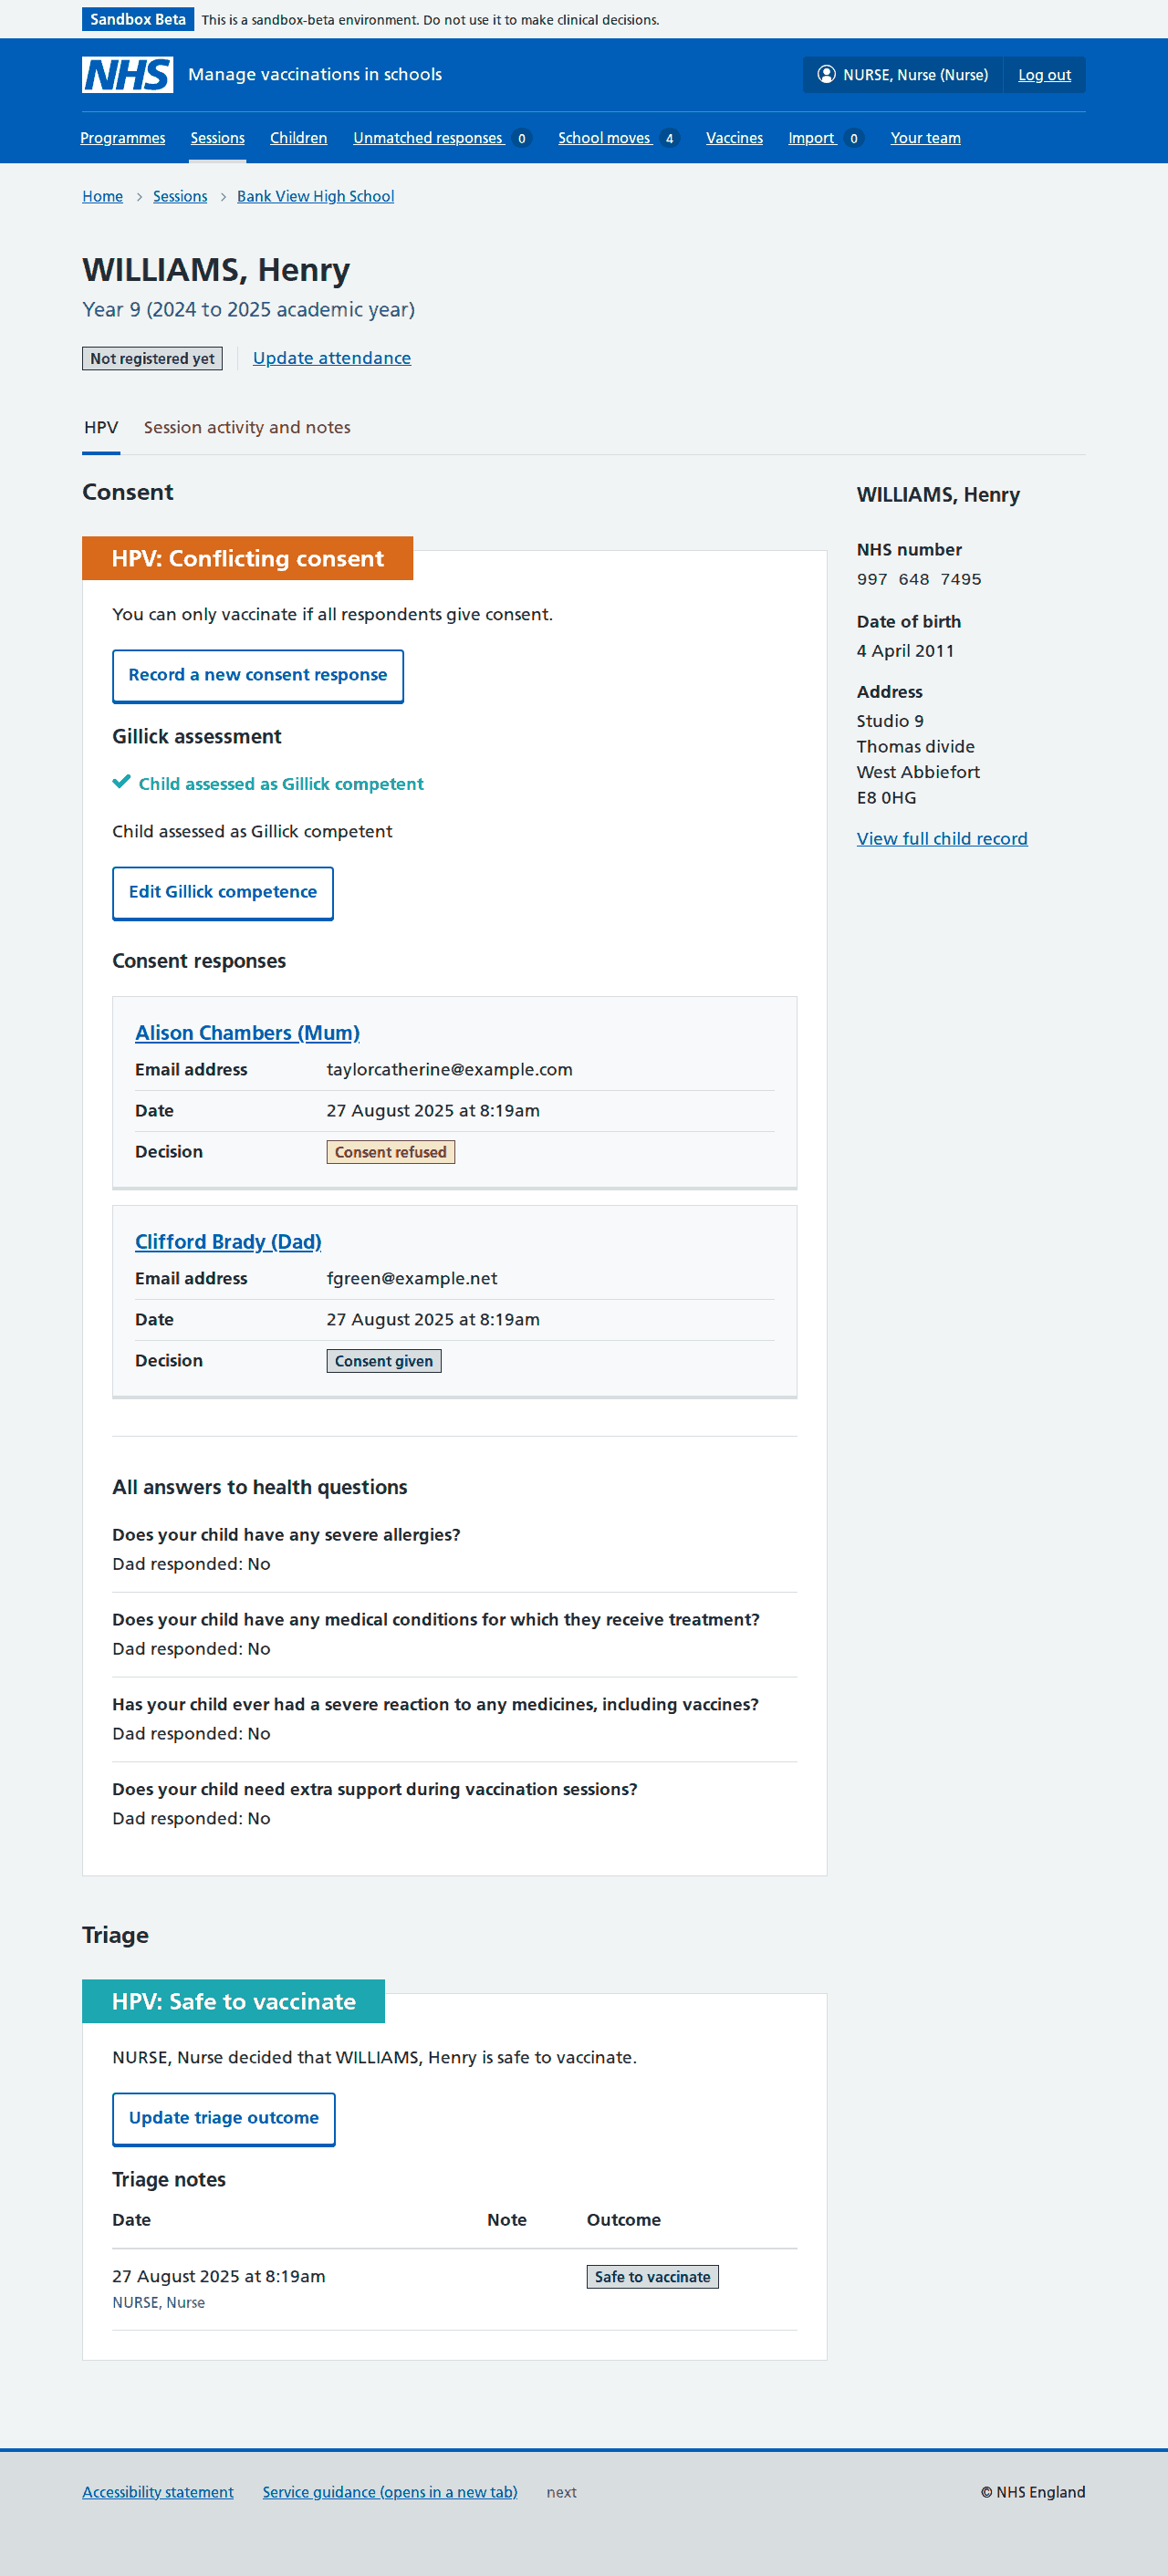 Sandbox Beta This is a sandbox-beta environment. Do not use it to make clinical decisions.
NHS Manage vaccinations in schools NURSE, Nurse (Nurse) Log out
Programmes Sessions Children Unmatched responses 0 School moves 4 Vaccines Import 0 Your team
Home Sessions Bank View High School
WILLIAMS, Henry
Year 9 (2024 to 2025 academic year)
Not registered yet Update attendance
HPV Session activity and notes
Consent
HPV: Conflicting consent
You can only vaccinate if all respondents give consent.
Record a new consent response
Gillick assessment
Child assessed as Gillick competent
Child assessed as Gillick competent
Edit Gillick competence
Consent responses
Alison Chambers (Mum)
Email address taylorcatherine@example.com
Date 27 August 2025 at 8:19am
Decision Consent refused
Clifford Brady (Dad)
Email address fgreen@example.net
Date 27 August 2025 at 8:19am
Decision Consent given
All answers to health questions
Does your child have any severe allergies?
Dad responded: No
Does your child have any medical conditions for which they receive treatment?
Dad responded: No
Has your child ever had a severe reaction to any medicines, including vaccines?
Dad responded: No
Does your child need extra support during vaccination sessions?
Dad responded: No
WILLIAMS, Henry
NHS number
997 648 7495
Date of birth
4 April 2011
Address
Studio 9
Thomas divide
West Abbiefort
E8 0HG
View full child record
Triage
HPV: Safe to vaccinate
NURSE, Nurse decided that WILLIAMS, Henry is safe to vaccinate.
Update triage outcome
Triage notes
Date Note Outcome
27 August 2025 at 8:19am Safe to vaccinate
NURSE, Nurse
Accessibility statement Service guidance (opens in a new tab) next © NHS England